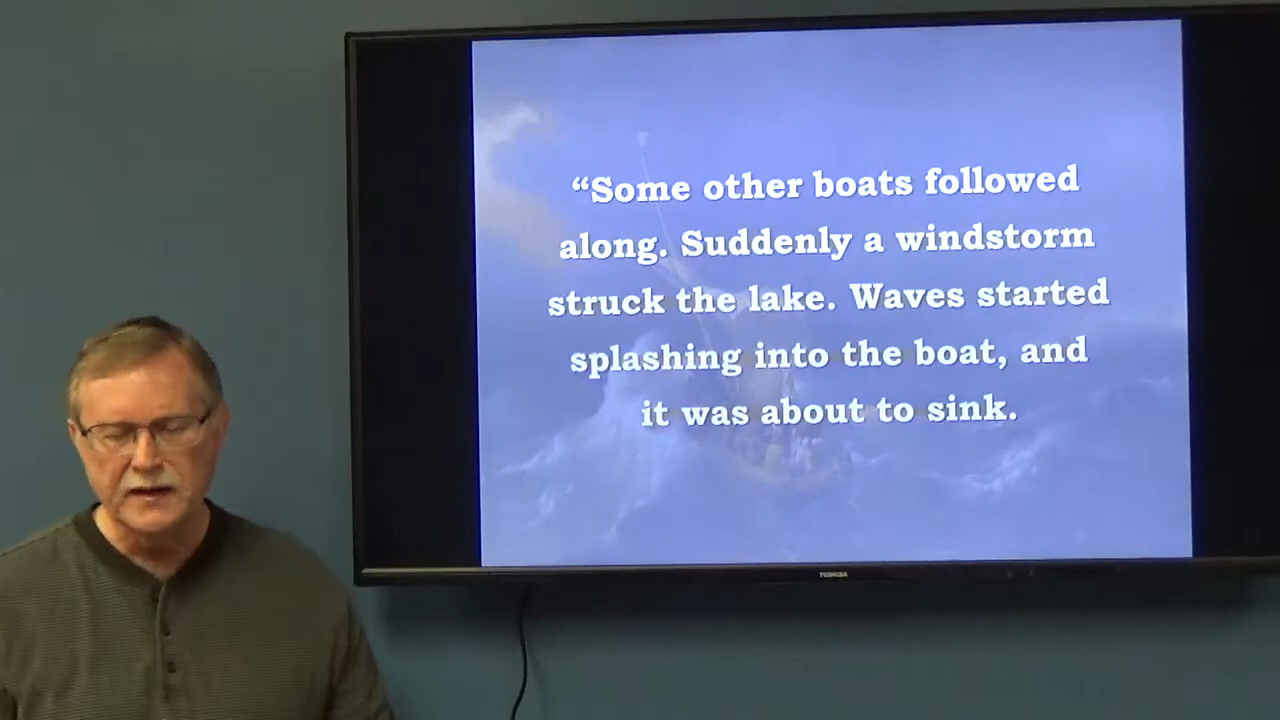 “Some other boats followed
along. Suddenly a windstorm
struck the lake. Waves started
splashing into the boat, and
it was about to sink.
TOSHIBA